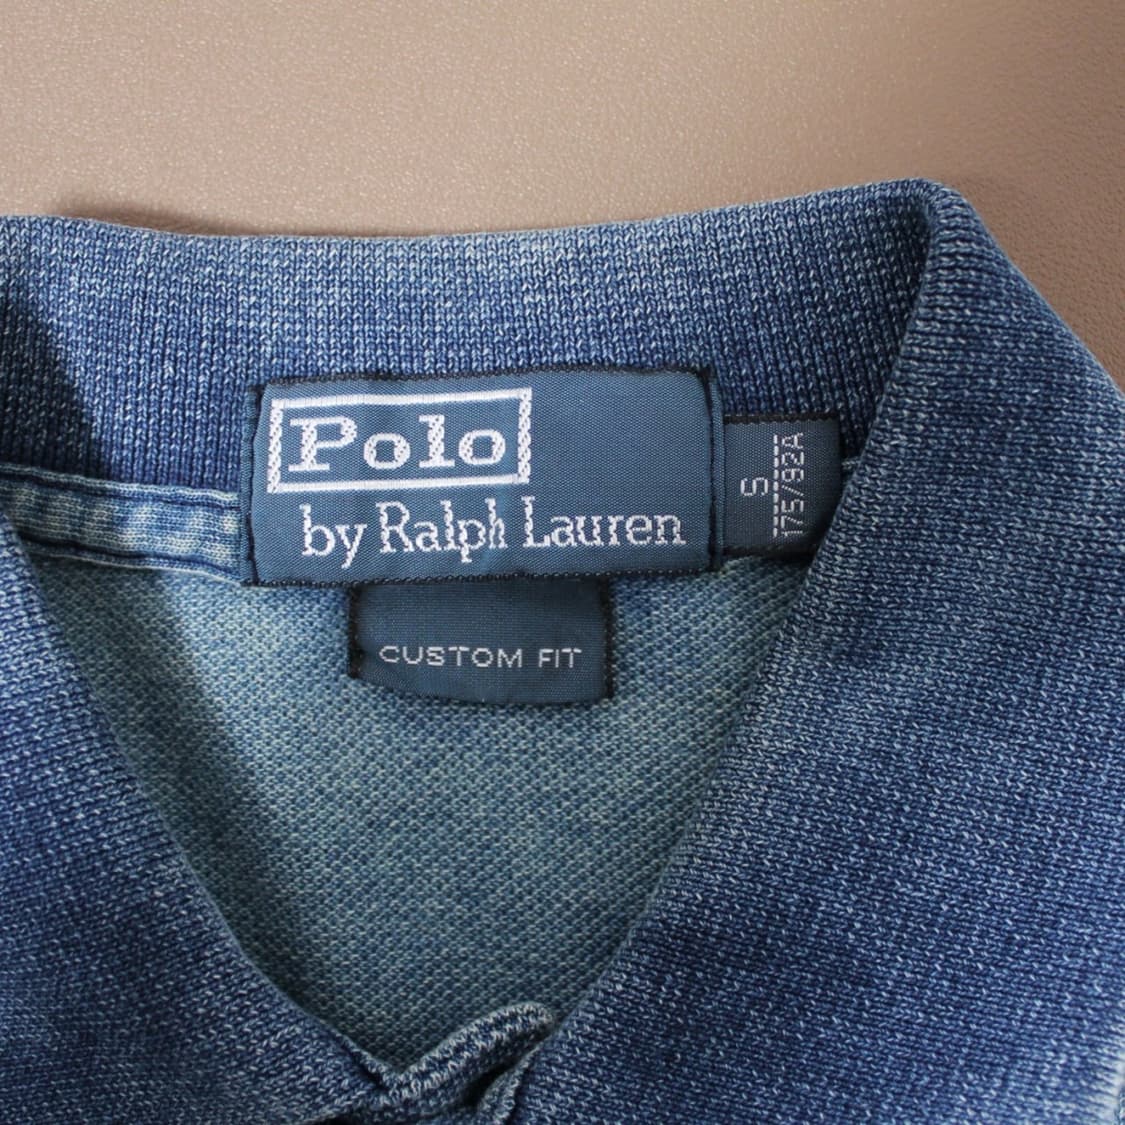 Polo
by Ralph Lauren
S
175/92A
CUSTOM FIT